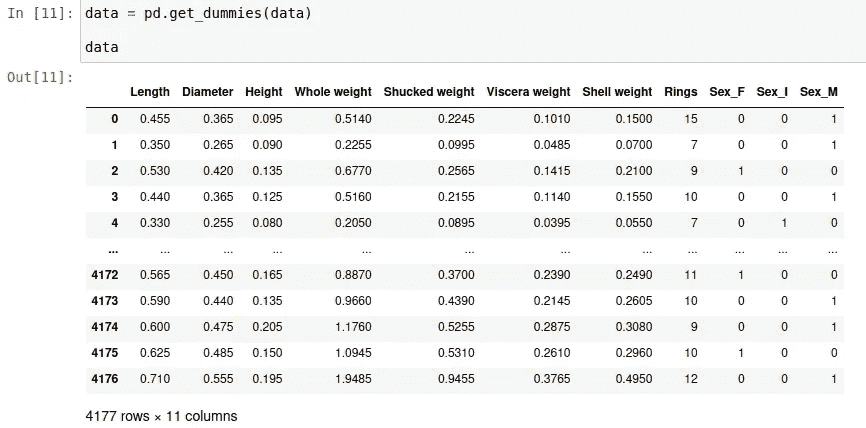 In [11]: data = pd.get_dummies(data)
data
Out[11]:
Length Diameter Height Whole weight Shucked weight Viscera weight Shell weight Rings Sex_F Sex_I Sex_M
0 0.455 0.365 0.095 0.5140 0.2245 0.1010 0.1500 15 0 0 1
1 0.350 0.265 0.090 0.2255 0.0995 0.0485 0.0700 7 0 0 1
2 0.530 0.420 0.135 0.6770 0.2565 0.1415 0.2100 9 1 0 0
3 0.440 0.365 0.125 0.5160 0.2155 0.1140 0.1550 10 0 0 1
4 0.330 0.255 0.080 0.2050 0.0895 0.0395 0.0550 7 0 1 0
... ... ... ... ... ... ... ... ... ... ... ...
4172 0.565 0.450 0.165 0.8870 0.3700 0.2390 0.2490 11 1 0 0
4173 0.590 0.440 0.135 0.9660 0.4390 0.2145 0.2605 10 0 0 1
4174 0.600 0.475 0.205 1.1760 0.5255 0.2875 0.3080 9 0 0 1
4175 0.625 0.485 0.150 1.0945 0.5310 0.2610 0.2960 10 1 0 0
4176 0.710 0.555 0.195 1.9485 0.9455 0.3765 0.4950 12 0 0 1
4177 rows × 11 columns